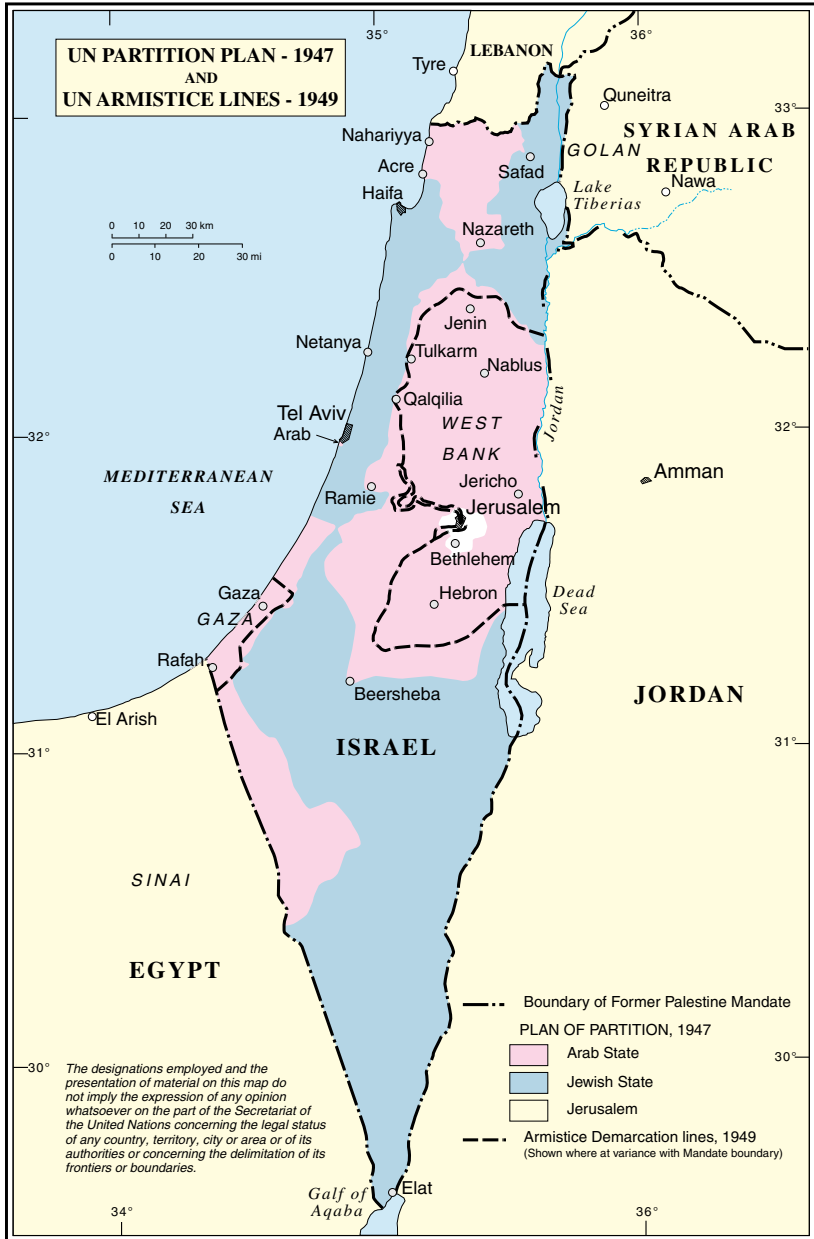 35°
36°
UN PARTITION PLAN - 1947
AND
UN ARMISTICE LINES - 1949
LEBANON
Tyre
Quneitra
33°
SYRIAN ARAB
REPUBLIC
GOLAN
Nahariyya
Acre
Safad
Haifa
Lake
Tiberias
Nawa
0 10 20 30 km
0 10 20 30 mi
Nazareth
Jenin
Netanya
Tulkarm
Nablus
Qalqilia
Jordan
Tel Aviv
Arab
WEST
BANK
32°
32°
MEDITERRANEAN
SEA
Amman
Ramie
Jericho
Jerusalem
Bethlehem
Gaza
GAZA
Hebron
Dead
Sea
Rafah
Beersheba
JORDAN
El Arish
ISRAEL
31°
31°
SINAI
EGYPT
Boundary of Former Palestine Mandate
PLAN OF PARTITION, 1947
Arab State
Jewish State
Jerusalem
Armistice Demarcation lines, 1949
(Shown where at variance with Mandate boundary)
30°
30°
The designations employed and the
presentation of material on this map do
not imply the expression of any opinion
whatsoever on the part of the Secretariat of
the United Nations concerning the legal status
of any country, territory, city or area or of its
authorities or concerning the delimitation of its
frontiers or boundaries.
Galf of
Aqaba
Elat
34°
36°